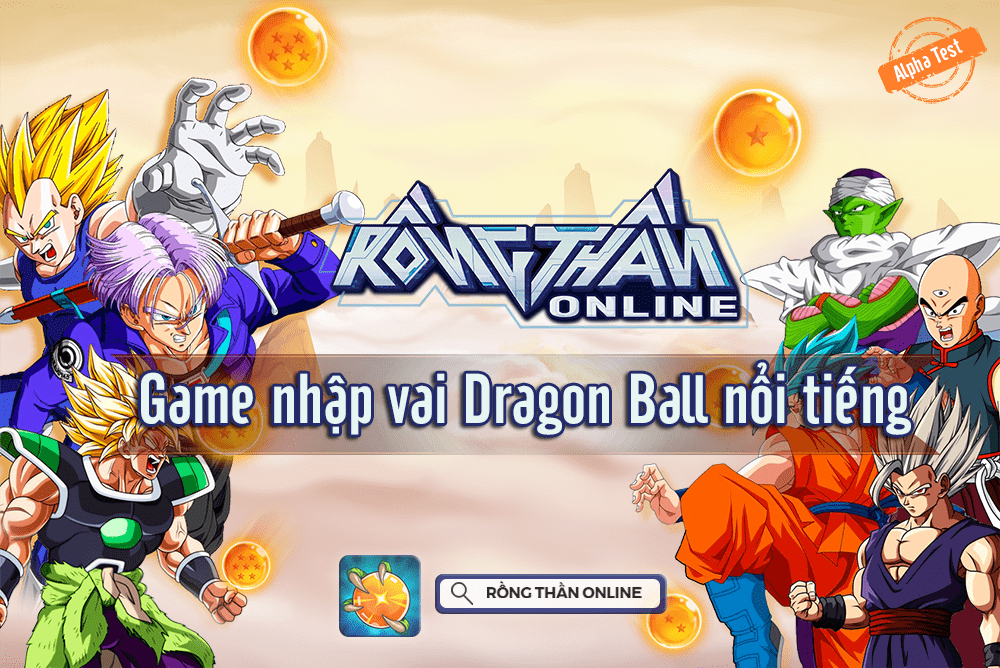 Alpha Test
RỒNG THẦN
ONLINE
Game nhập vai Dragon Ball nổi tiếng
RỒNG THẦN ONLINE